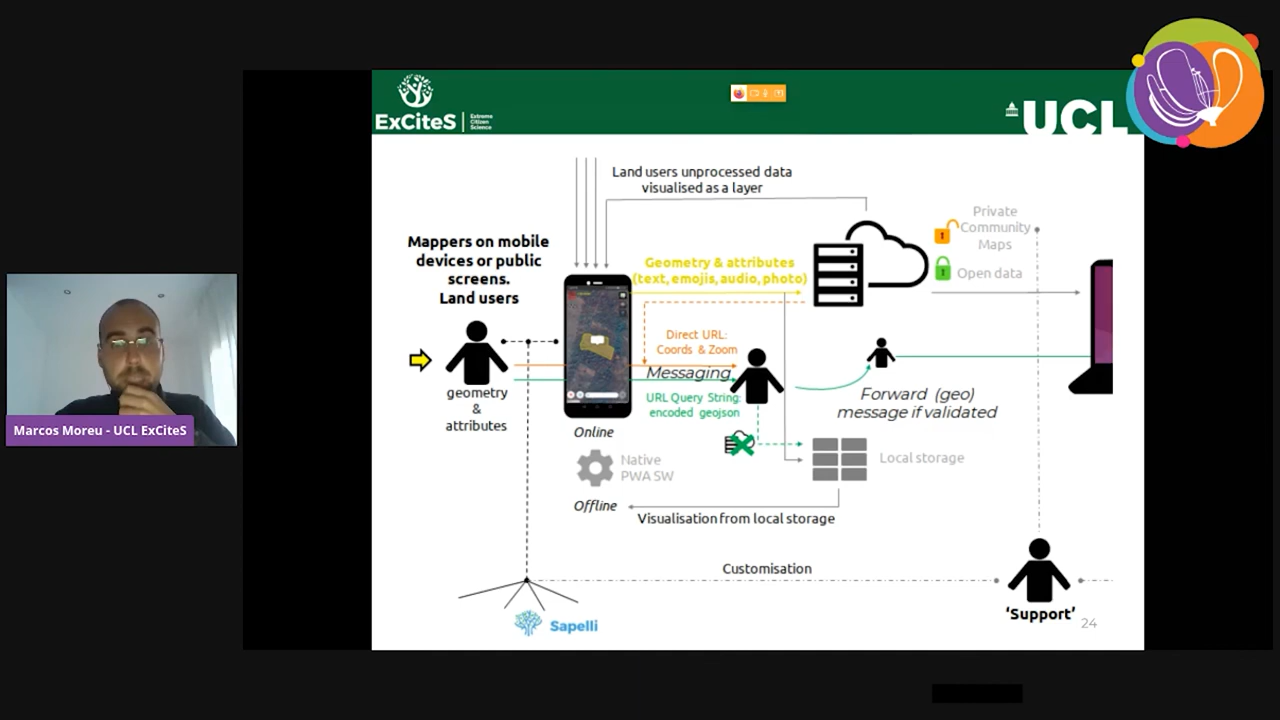 ExCiteS
Extreme
Citizen
Science
UCL
Land users unprocessed data
visualised as a layer
Private
Community
Maps
Open data
Mappers on mobile
devices or public
screens.
Land users
Geometry & attributes
(text, emojis, audio, photo)
Direct URL:
Coords & Zoom
Messaging
URL Query String:
encoded geojson
geometry
&
attributes
Forward (geo)
message if validated
Online
Native
PWA SW
Offline
Local storage
Visualisation from local storage
Customisation
'Support'
24
Sapelli
Marcos Moreu - UCL ExCiteS